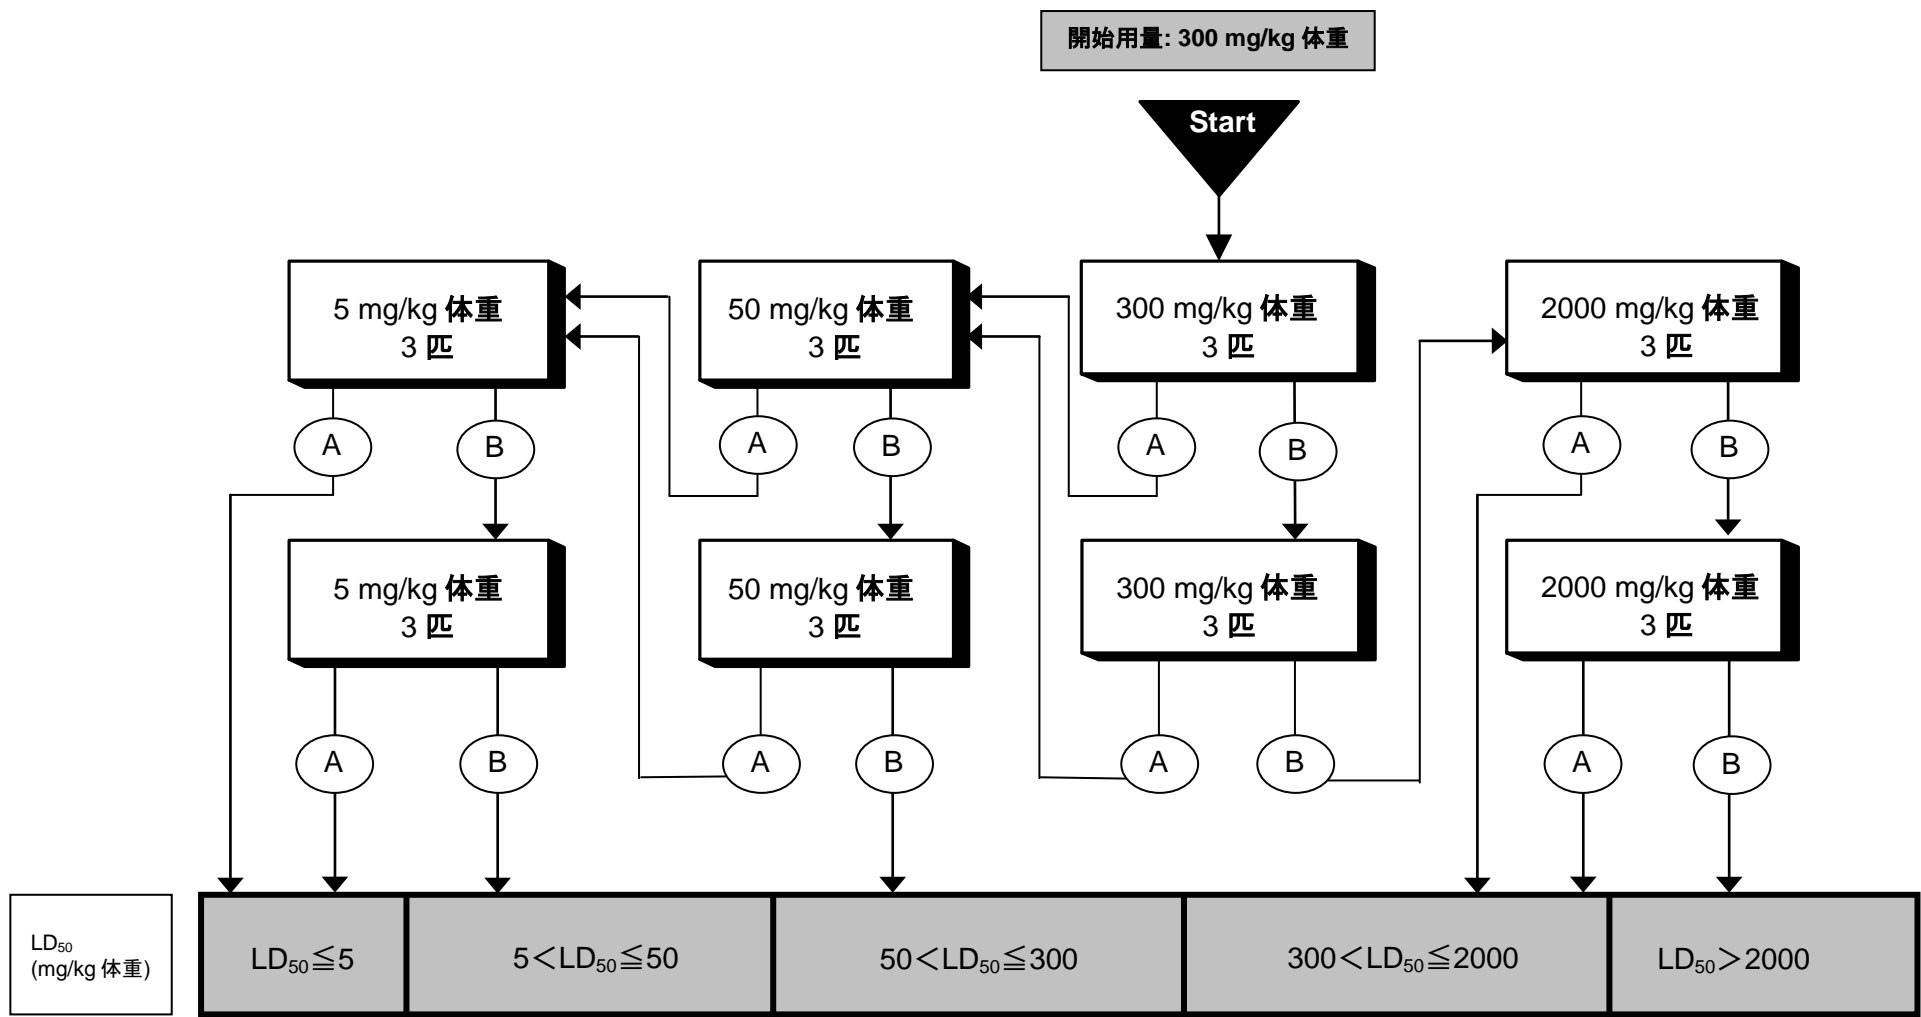 開始用量: 300 mg/kg 体重
Start
5 mg/kg 体重
3 匹
50 mg/kg 体重
3 匹
300 mg/kg 体重
3 匹
2000 mg/kg 体重
3 匹
A
B
A
B
A
B
A
B
5 mg/kg 体重
3 匹
50 mg/kg 体重
3 匹
300 mg/kg 体重
3 匹
2000 mg/kg 体重
3 匹
A
B
A
B
A
B
A
B
LD50
(mg/kg 体重)
LD50≦5
5<LD50≦50
50<LD50≦300
300<LD50≦2000
LD50>2000